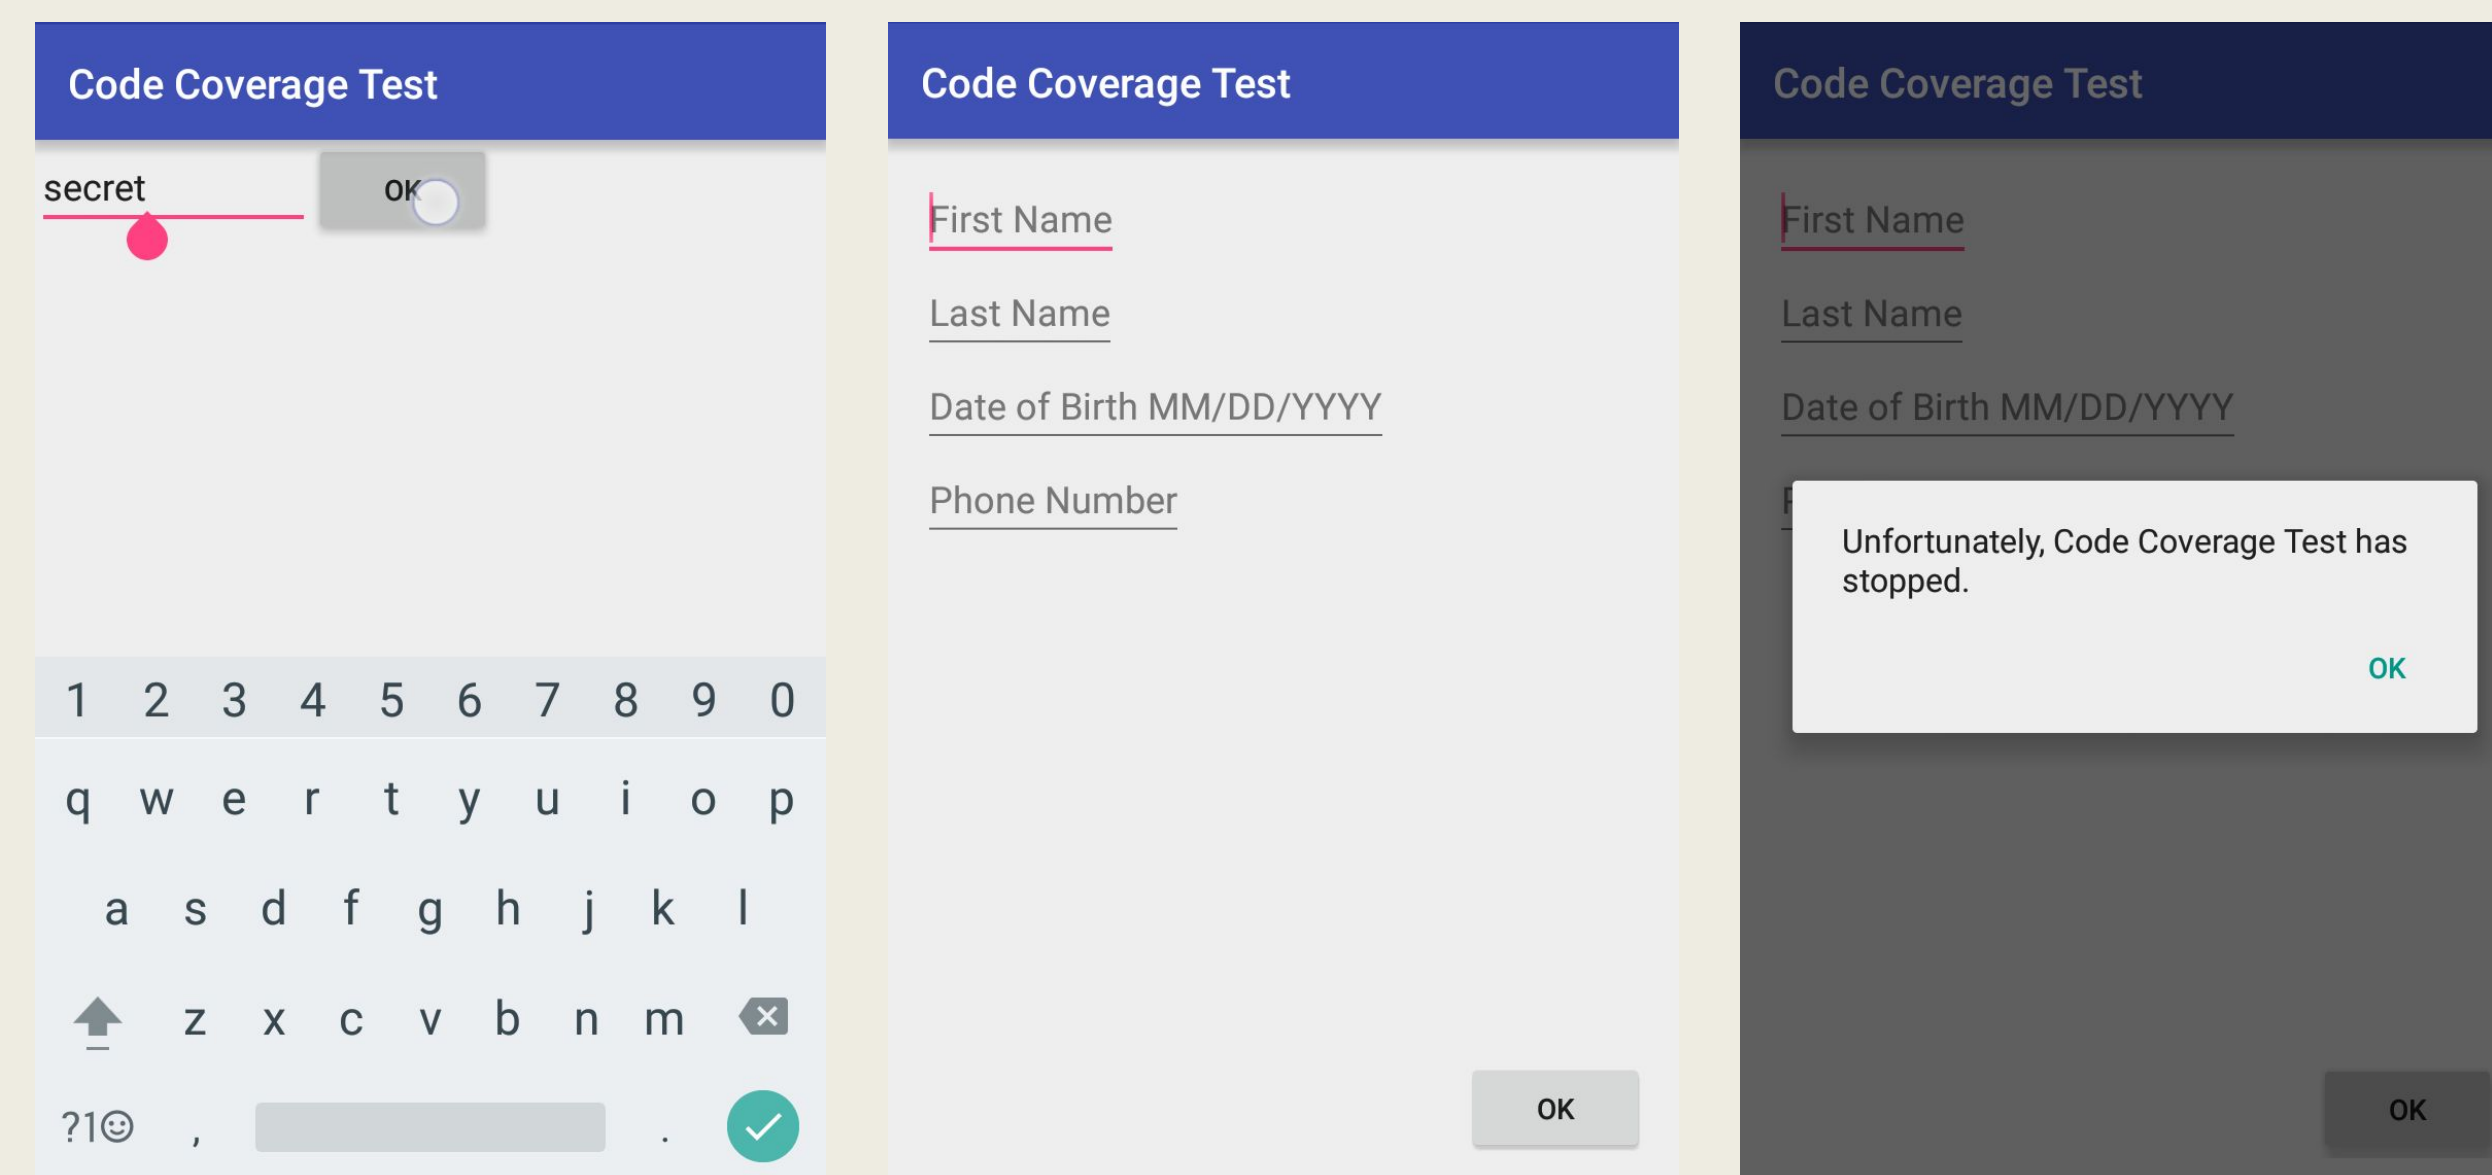 Code Coverage Test
secret
OK
1 2 3 4 5 6 7 8 9 0
q w e r t y u i o p
a s d f g h j k l
z x c v b n m
?1☺ , .
Code Coverage Test
First Name
Last Name
Date of Birth MM/DD/YYYY
Phone Number
OK
Code Coverage Test
First Name
Last Name
Date of Birth MM/DD/YYYY
Unfortunately, Code Coverage Test has
stopped.
OK
OK